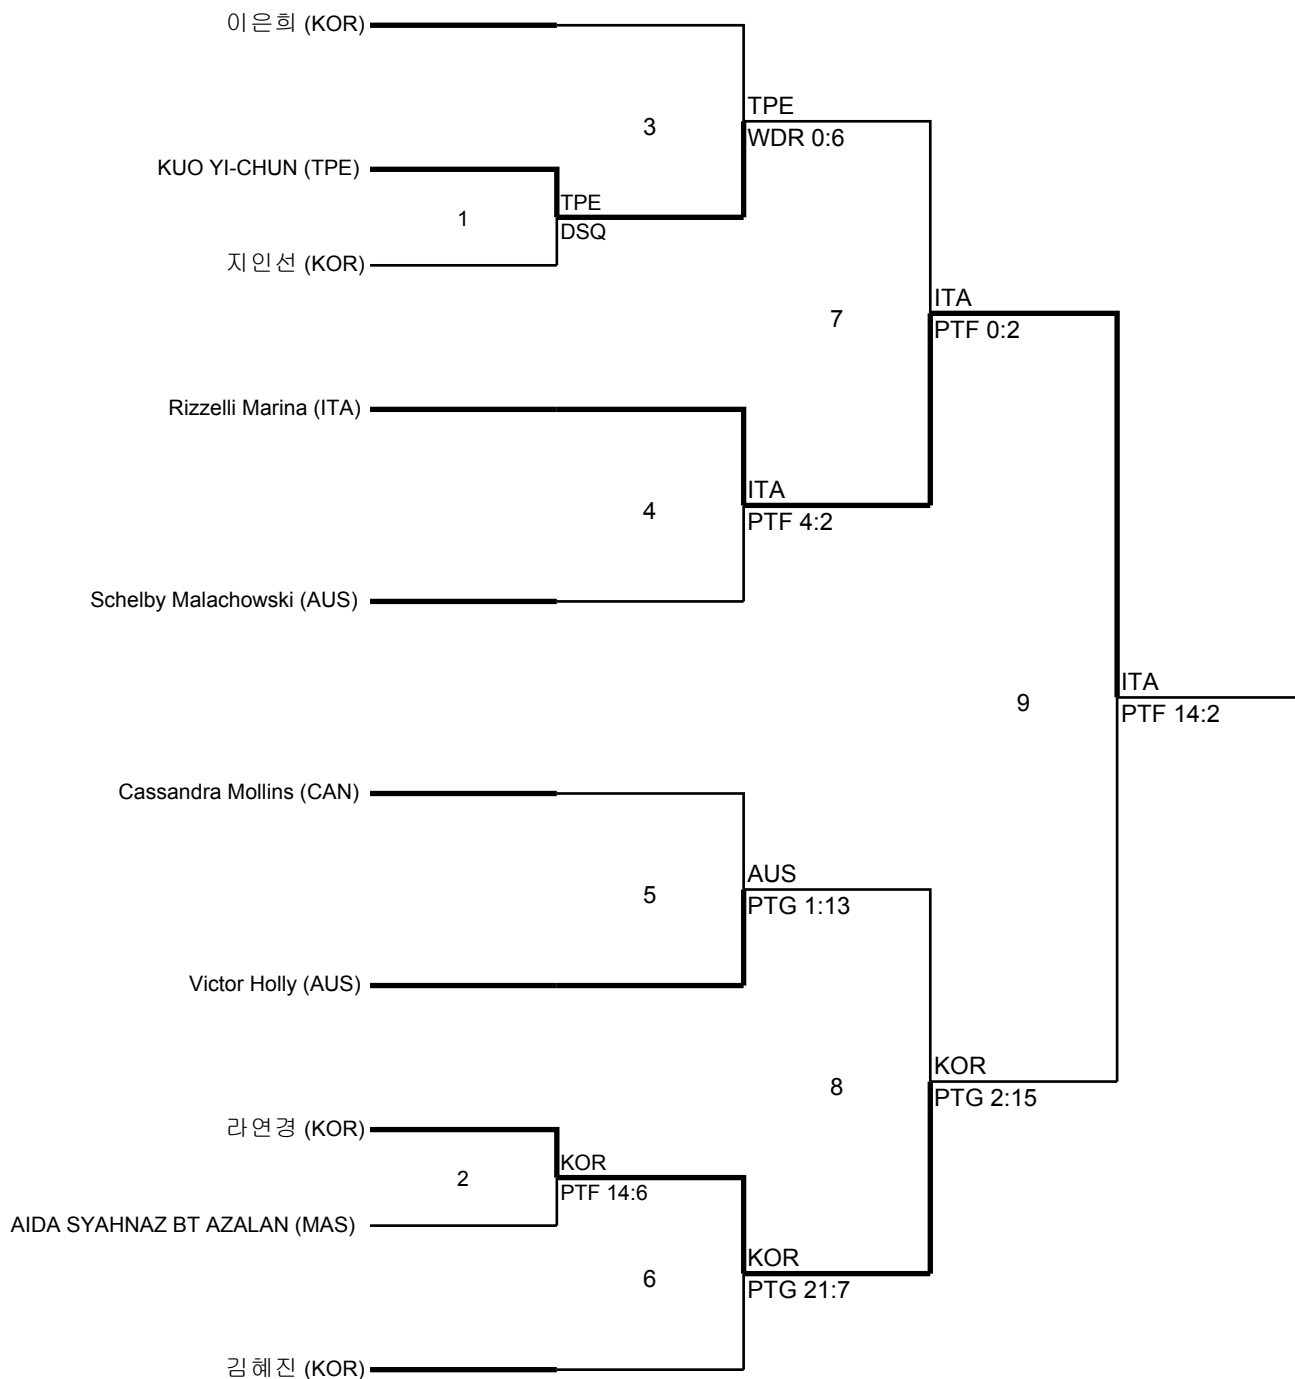 이은희 (KOR)
TPE
3
WDR 0:6
KUO YI-CHUN (TPE)
TPE
1
DSQ
지인선 (KOR)
ITA
7
PTF 0:2
Rizzelli Marina (ITA)
ITA
4
PTF 4:2
Schelby Malachowski (AUS)
ITA
9
PTF 14:2
Cassandra Mollins (CAN)
AUS
5
PTG 1:13
Victor Holly (AUS)
KOR
8
PTG 2:15
라연경 (KOR)
KOR
2
PTF 14:6
AIDA SYAHNAZ BT AZALAN (MAS)
KOR
6
PTG 21:7
김혜진 (KOR)